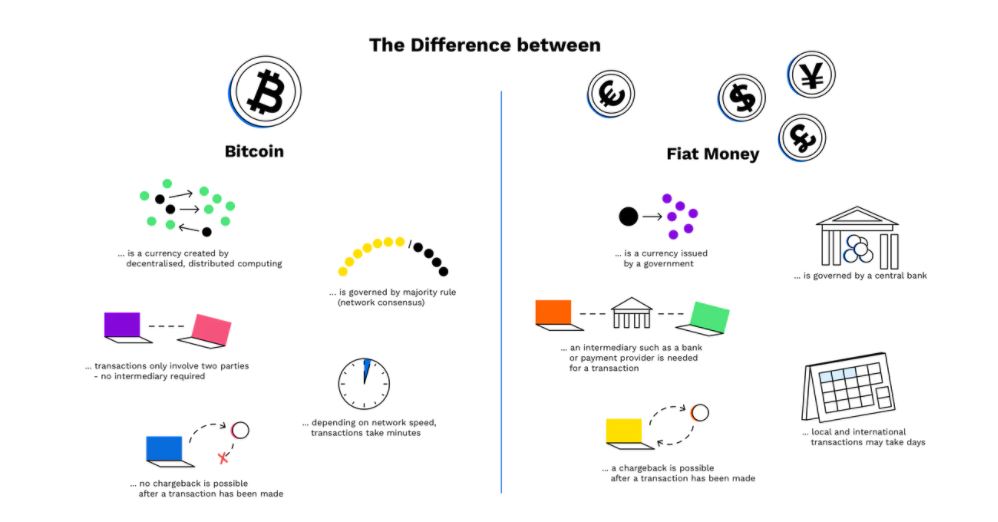 The Difference between
Bitcoin
... is a currency created by
decentralised, distributed computing
... is governed by majority rule
(network consensus)
... transactions only involve two parties
- no intermediary required
... depending on network speed,
transactions take minutes
... no chargeback is possible
after a transaction has been made
Fiat Money
... is a currency issued
by a government
... is governed by a central bank
... an intermediary such as a bank
or payment provider is needed
for a transaction
... local and international
transactions may take days
... a chargeback is possible
after a transaction has been made